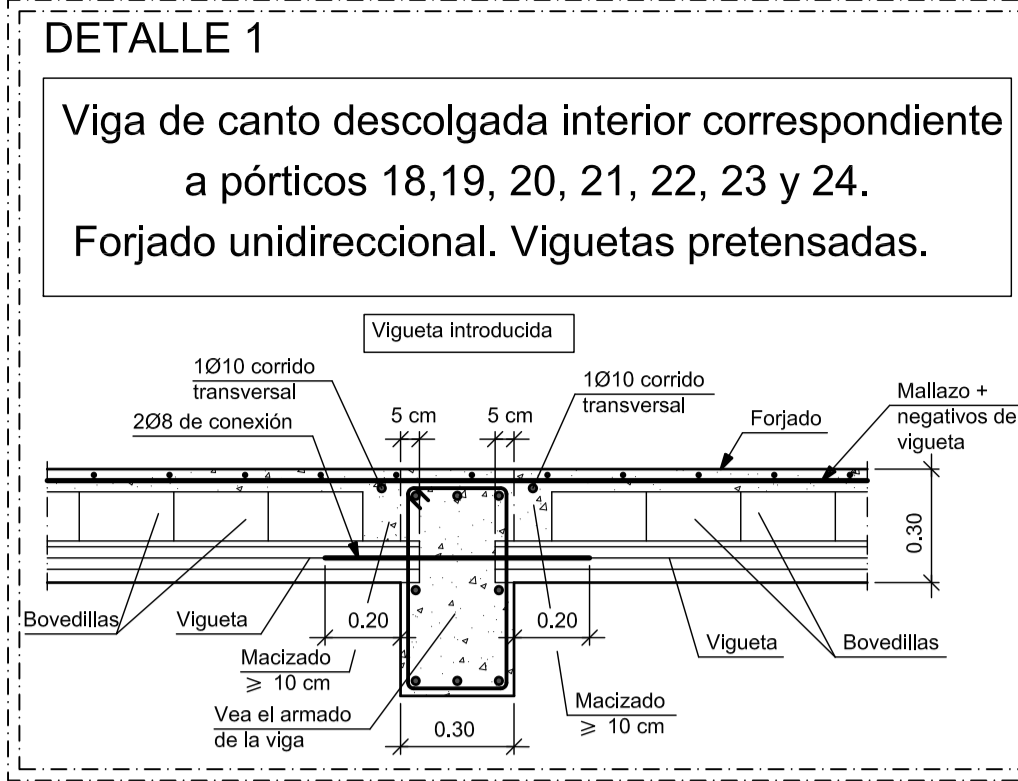 DETALLE 1
Viga de canto descolgada interior correspondiente
a pórticos 18,19, 20, 21, 22, 23 y 24.
Forjado unidireccional. Viguetas pretensadas.
Vigueta introducida
1Ø10 corrido
transversal
2Ø8 de conexión
5 cm
5 cm
1Ø10 corrido
transversal
Forjado
Mallazo +
negativos de
vigueta
0.30
Bovedillas
Vigueta
0.20
0.20
Vigueta
Bovedillas
Macizado
⩾ 10 cm
Vea el armado
de la viga
0.30
Macizado
⩾ 10 cm